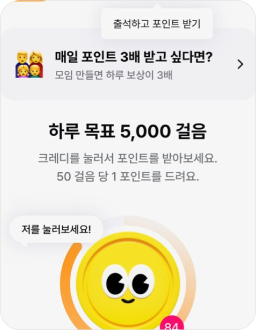 출석하고 포인트 받기
매일 포인트 3배 받고 싶다면?
모임 만들면 하루 보상이 3배
하루 목표 5,000 걸음
크레디를 눌러서 포인트를 받아보세요.
50 걸음 당 1 포인트를 드려요.
저를 눌러보세요!
84